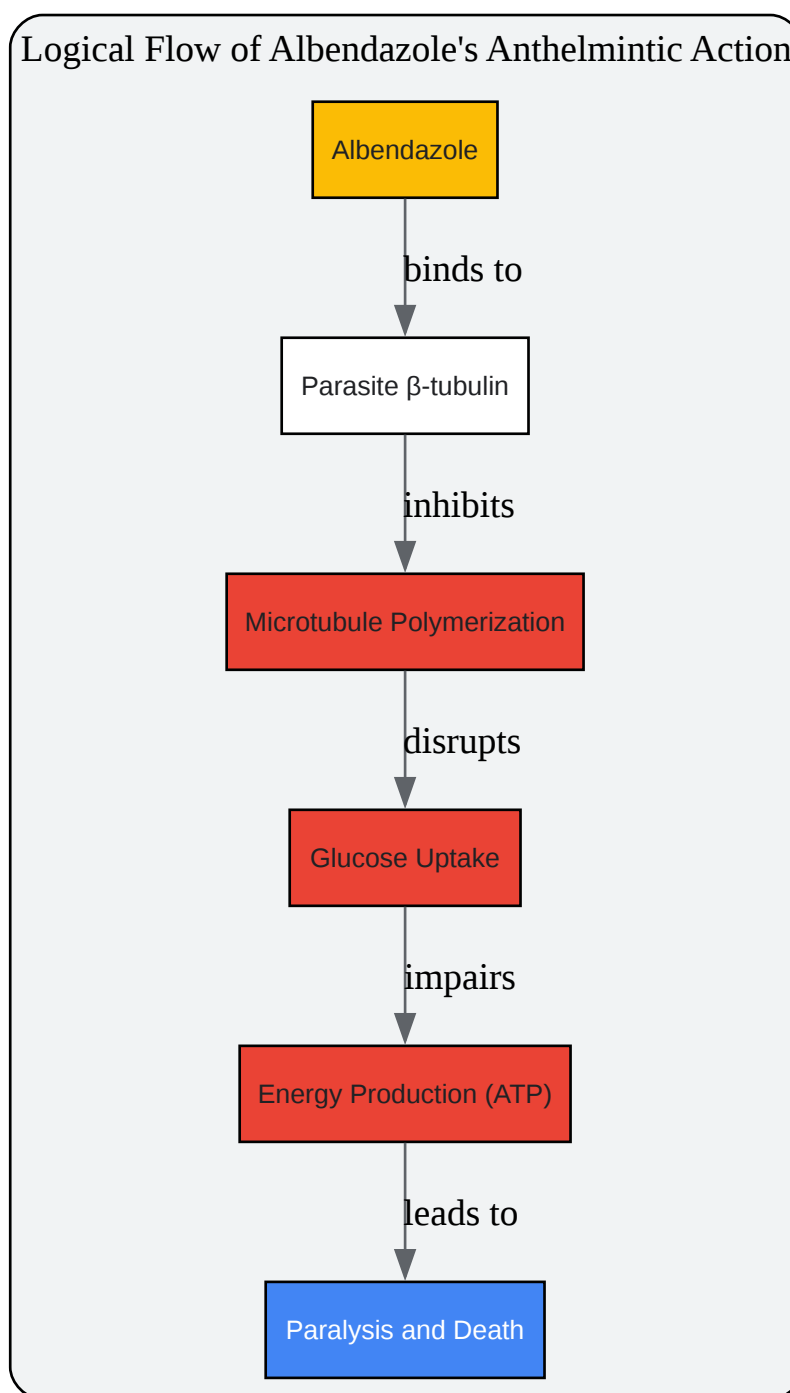 Logical Flow of Albendazole's Anthelmintic Action
Albendazole
binds to
Parasite β-tubulin
inhibits
Microtubule Polymerization
disrupts
Glucose Uptake
impairs
Energy Production (ATP)
leads to
Paralysis and Death